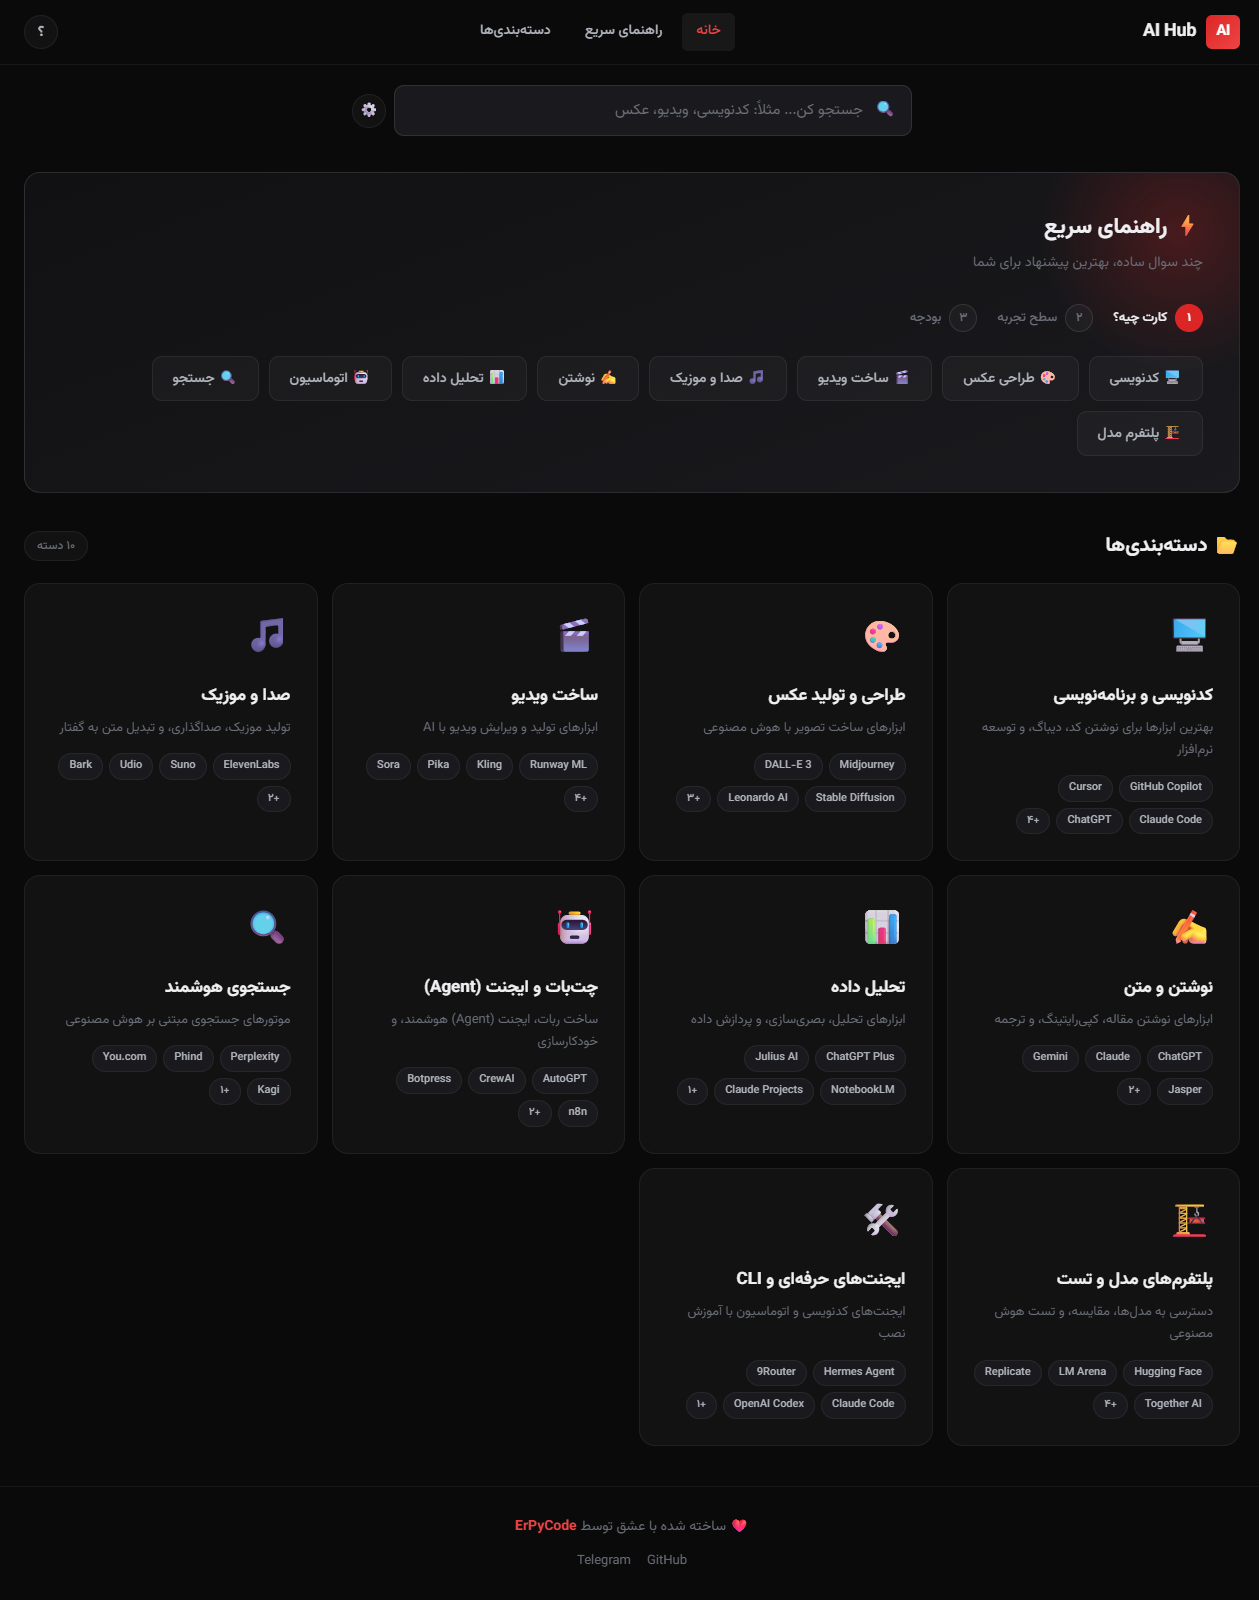 AI AI Hub
خانه راهنمای سریع دسته‌بندی‌ها
؟
جستجو کن... مثلاً: کدنویسی، ویدیو، عکس
راهنمای سریع
چند سوال ساده، بهترین پیشنهاد برای شما
۱ کارت چیه؟ ۲ سطح تجربه ۳ بودجه
کدنویسی طراحی عکس ساخت ویدیو صدا و موزیک نوشتن تحلیل داده اتوماسیون جستجو
پلتفرم مدل
دسته‌بندی‌ها
۱۰ دسته
کدنویسی و برنامه‌نویسی
بهترین ابزارها برای نوشتن کد، دیباگ، و توسعه
نرم‌افزار
GitHub Copilot Cursor
Claude Code ChatGPT +۴
طراحی و تولید عکس
ابزارهای ساخت تصویر با هوش مصنوعی
Midjourney DALL-E 3
Stable Diffusion Leonardo AI +۳
ساخت ویدیو
ابزارهای تولید و ویرایش ویدیو با AI
Runway ML Kling Pika Sora
+۴
صدا و موزیک
تولید موزیک، صداگذاری، و تبدیل متن به گفتار
ElevenLabs Suno Udio Bark
+۲
نوشتن و متن
ابزارهای نوشتن مقاله، کپی‌رایتینگ، و ترجمه
ChatGPT Claude Gemini
Jasper +۲
تحلیل داده
ابزارهای تحلیل، بصری‌سازی، و پردازش داده
ChatGPT Plus Julius AI
NotebookLM Claude Projects +۱
چت‌بات و ایجنت (Agent)
ساخت ربات، ایجنت (Agent) هوشمند، و
خودکارسازی
AutoGPT CrewAI Botpress
n8n +۲
جستجوی هوشمند
موتورهای جستجوی مبتنی بر هوش مصنوعی
Perplexity Phind You.com
Kagi +۱
پلتفرم‌های مدل و تست
دسترسی به مدل‌ها، مقایسه، و تست هوش
مصنوعی
Hugging Face LM Arena Replicate
Together AI +۴
ایجنت‌های حرفه‌ای و CLI
ایجنت‌های کدنویسی و اتوماسیون با آموزش
نصب
Hermes Agent 9Router
Claude Code OpenAI Codex +۱
ساخته شده با عشق توسط ErPyCode
GitHub Telegram